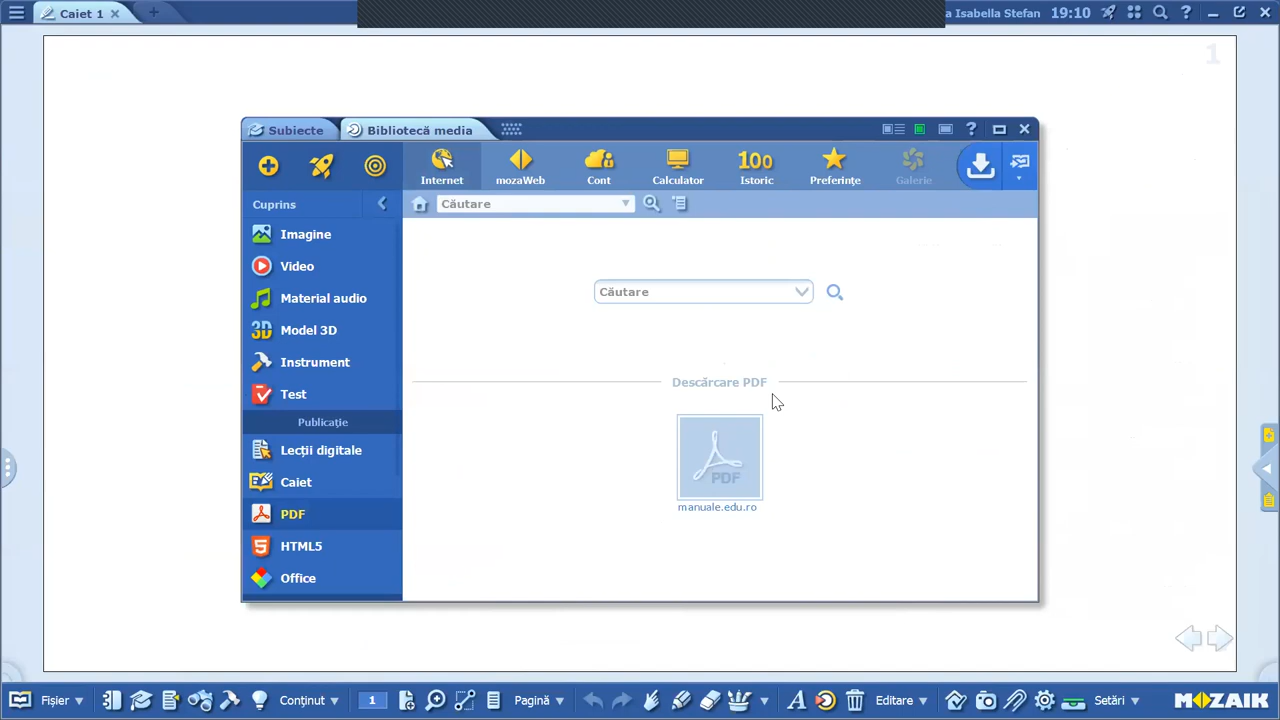 Caiet 1
a Isabella Stefan 19:10
1
Subiecte
Bibliotecă media
Internet
mozaWeb
Cont
Calculator
100
Istoric
Preferințe
Galerie
Cuprins
Căutare
Imagine
Video
Material audio
3D Model 3D
Instrument
Test
Publicație
Lecții digitale
Caiet
PDF
HTML5
Office
Căutare
Descărcare PDF
PDF
manuale.edu.ro
Fișier
Conținut
1
Pagină
A
Editare
Setări
MOZAIK